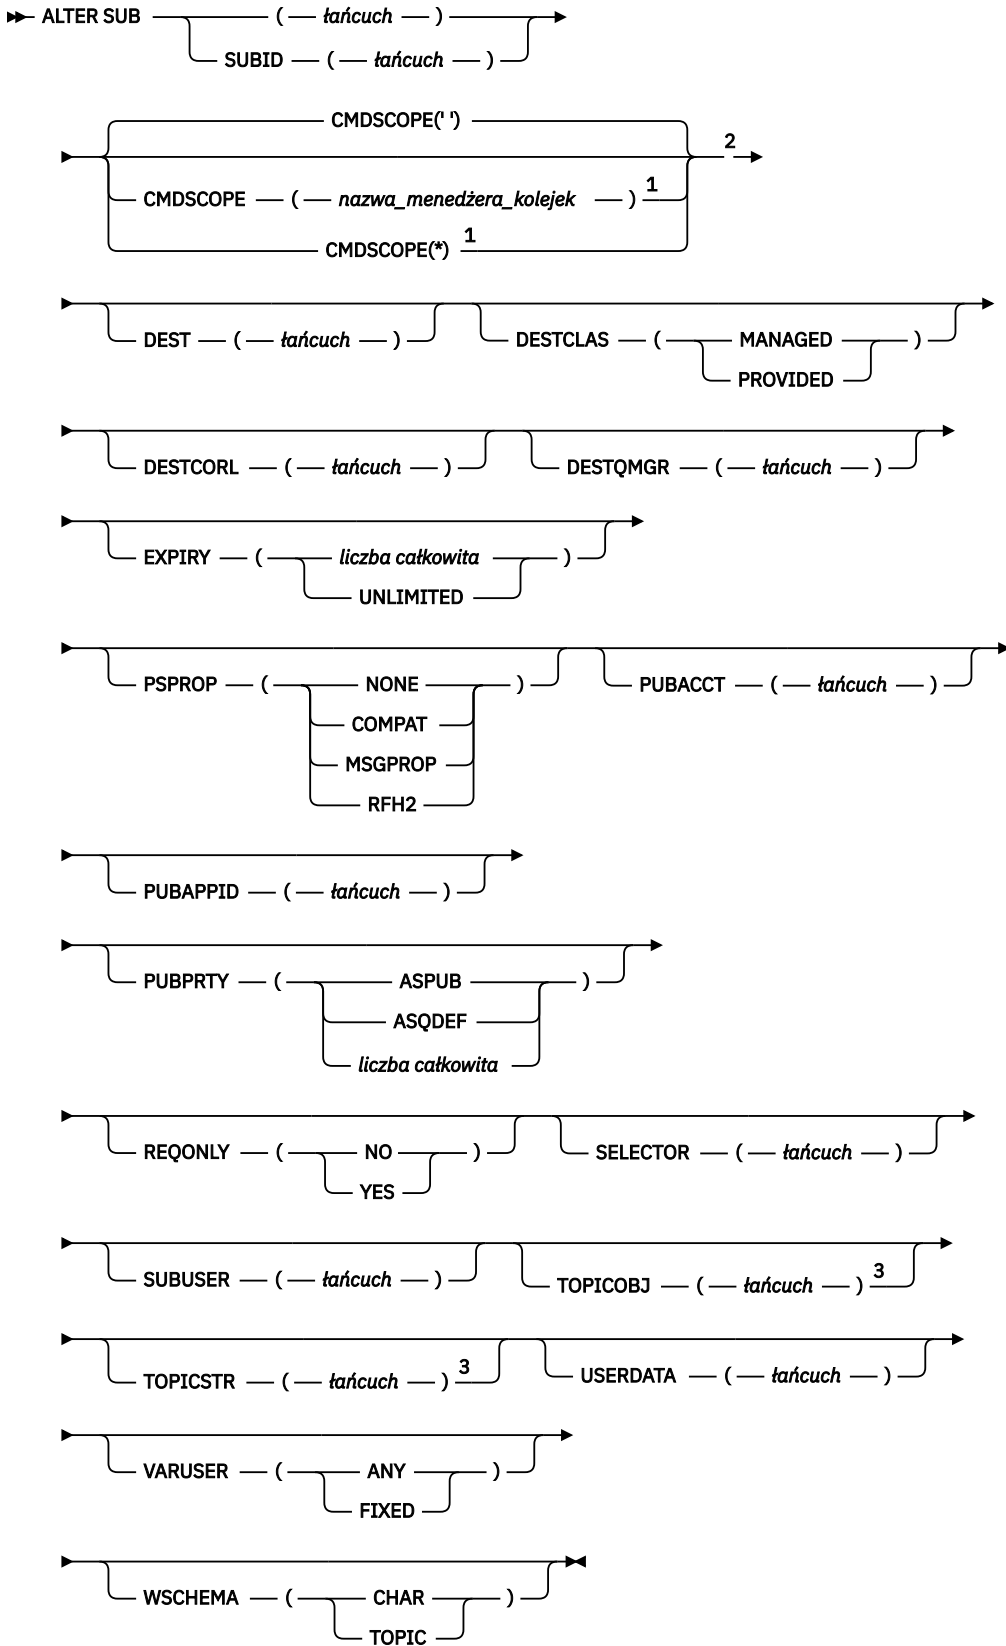 ALTER SUB ( łańcuch )
SUBID ( łańcuch )
CMDSCOPE(' ')
2
CMDSCOPE ( nazwa_menedżera_kolejek ) 1
CMDSCOPE(*) 1
DEST ( łańcuch ) DESTCLAS ( MANAGED )
PROVIDED
DESTCORL ( łańcuch ) DESTQMGR ( łańcuch )
EXPIRY ( liczba całkowita )
UNLIMITED
PSPROP ( NONE ) PUBACCT ( łańcuch )
COMPAT
MSGPROP
RFH2
PUBAPPID ( łańcuch )
PUBPRTY ( ASPUB )
ASQDEF
liczba całkowita
REQONLY ( NO ) SELECTOR ( łańcuch )
YES
SUBUSER ( łańcuch ) TOPICOBJ ( łańcuch ) 3
TOPICSTR ( łańcuch ) 3 USERDATA ( łańcuch )
VARUSER ( ANY )
FIXED
WSCHEMA ( CHAR )
TOPIC